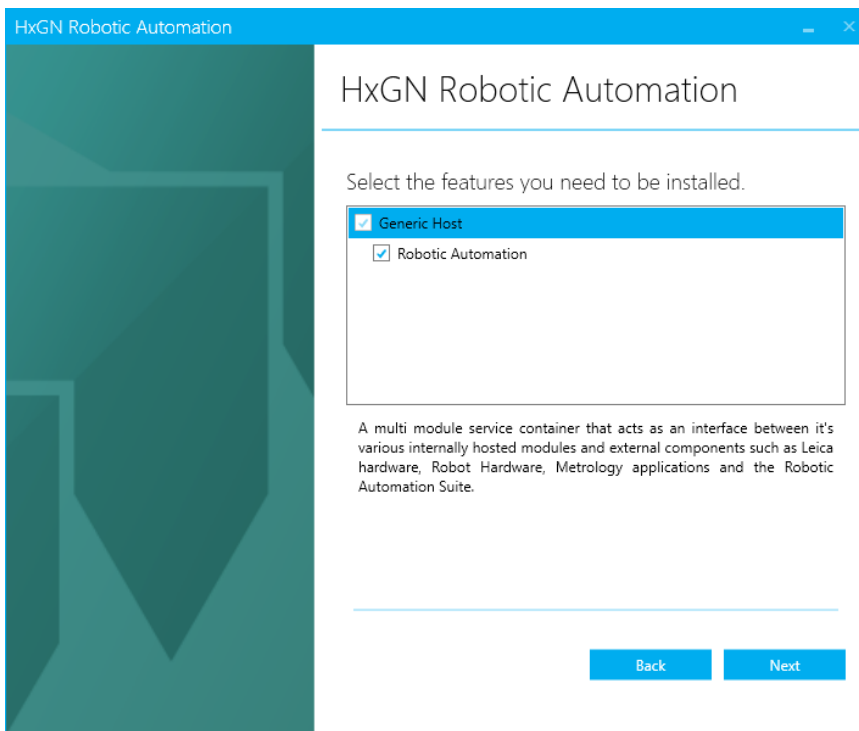 HxGN Robotic Automation
HxGN Robotic Automation
Select the features you need to be installed.
Generic Host
Robotic Automation
A multi module service container that acts as an interface between it's
various internally hosted modules and external components such as Leica
hardware, Robot Hardware, Metrology applications and the Robotic
Automation Suite.
Back
Next